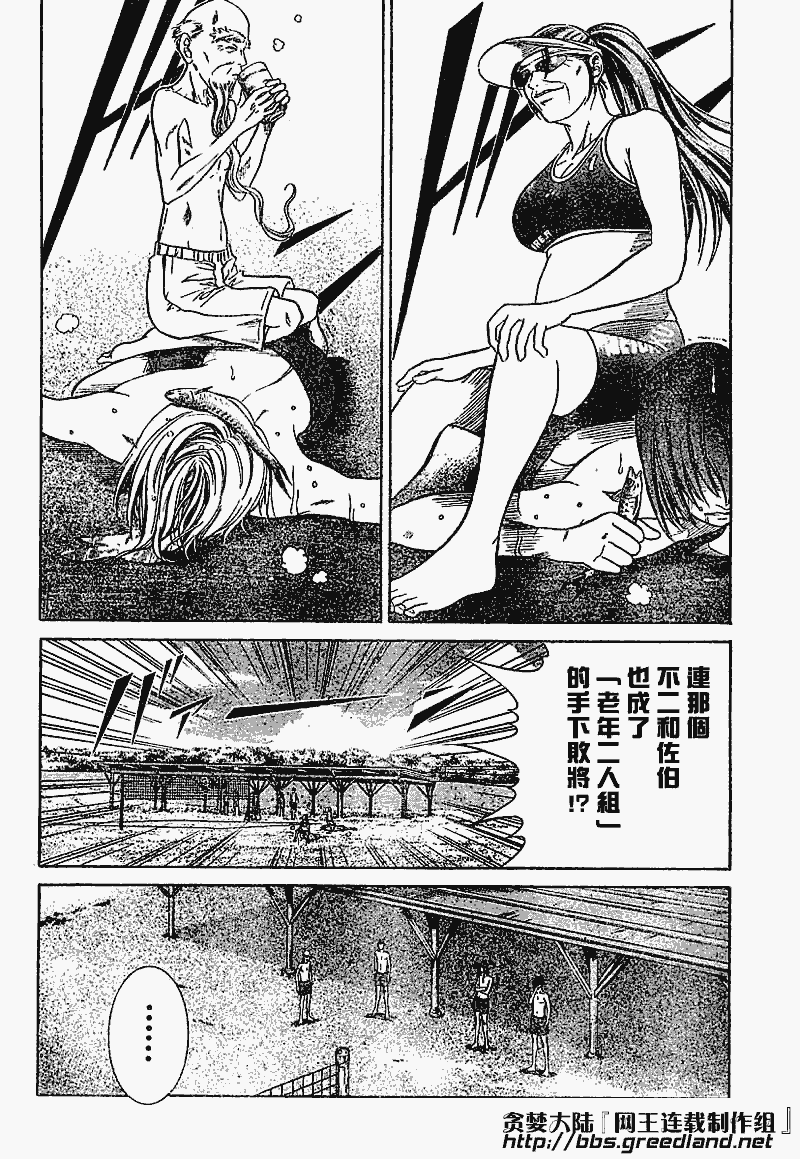 連那個
不二和佐伯
也成了
「老年二人組」
的手下敗將!?
……
贪婪大陆『网王连载制作组』
http://bbs.greedland.net